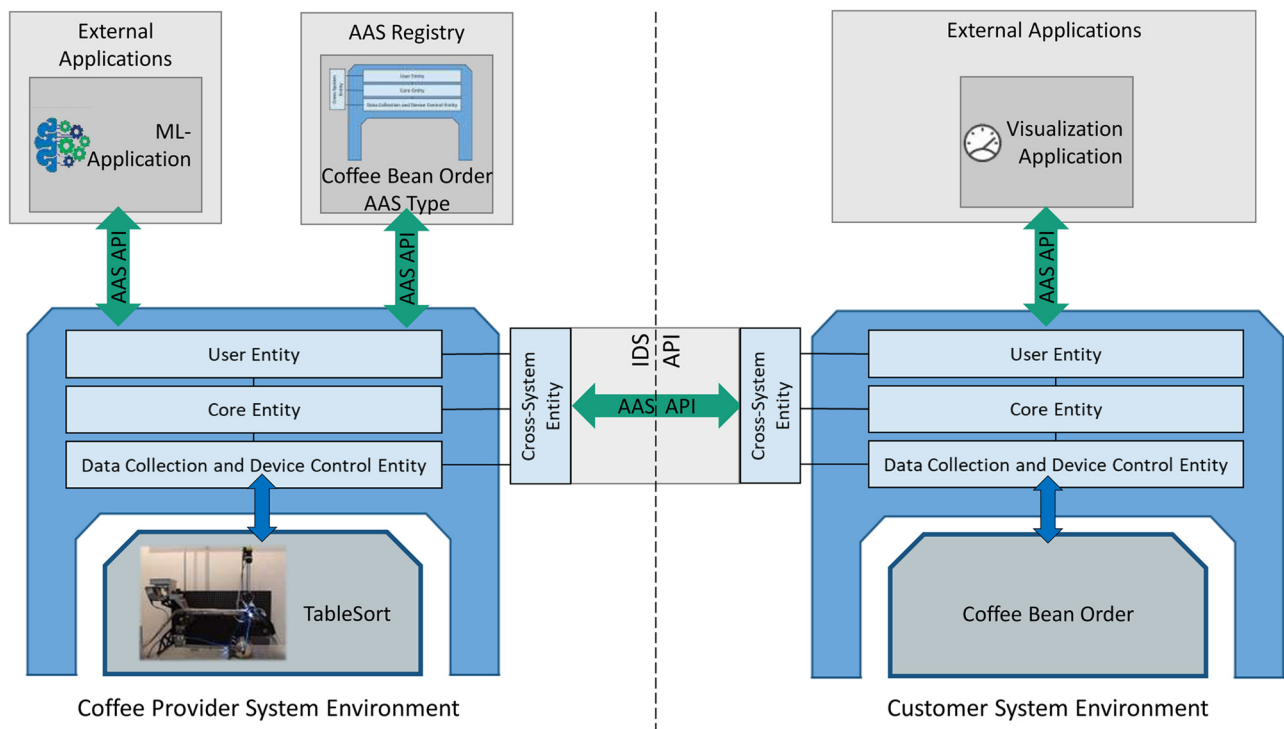 External
Applications
ML-
Application
AAS Registry
Cross-System
Entity
User Entity
Core Entity
Data Collection and Device Control Entity
Coffee Bean Order
AAS Type
External Applications
Visualization
Application
AAS API
AAS API
AAS API
User Entity
Core Entity
Data Collection and Device Control Entity
Cross-System
Entity
IDS
API
AAS API
Cross-System
Entity
User Entity
Core Entity
Data Collection and Device Control Entity
TableSort
Coffee Bean Order
Coffee Provider System Environment
Customer System Environment